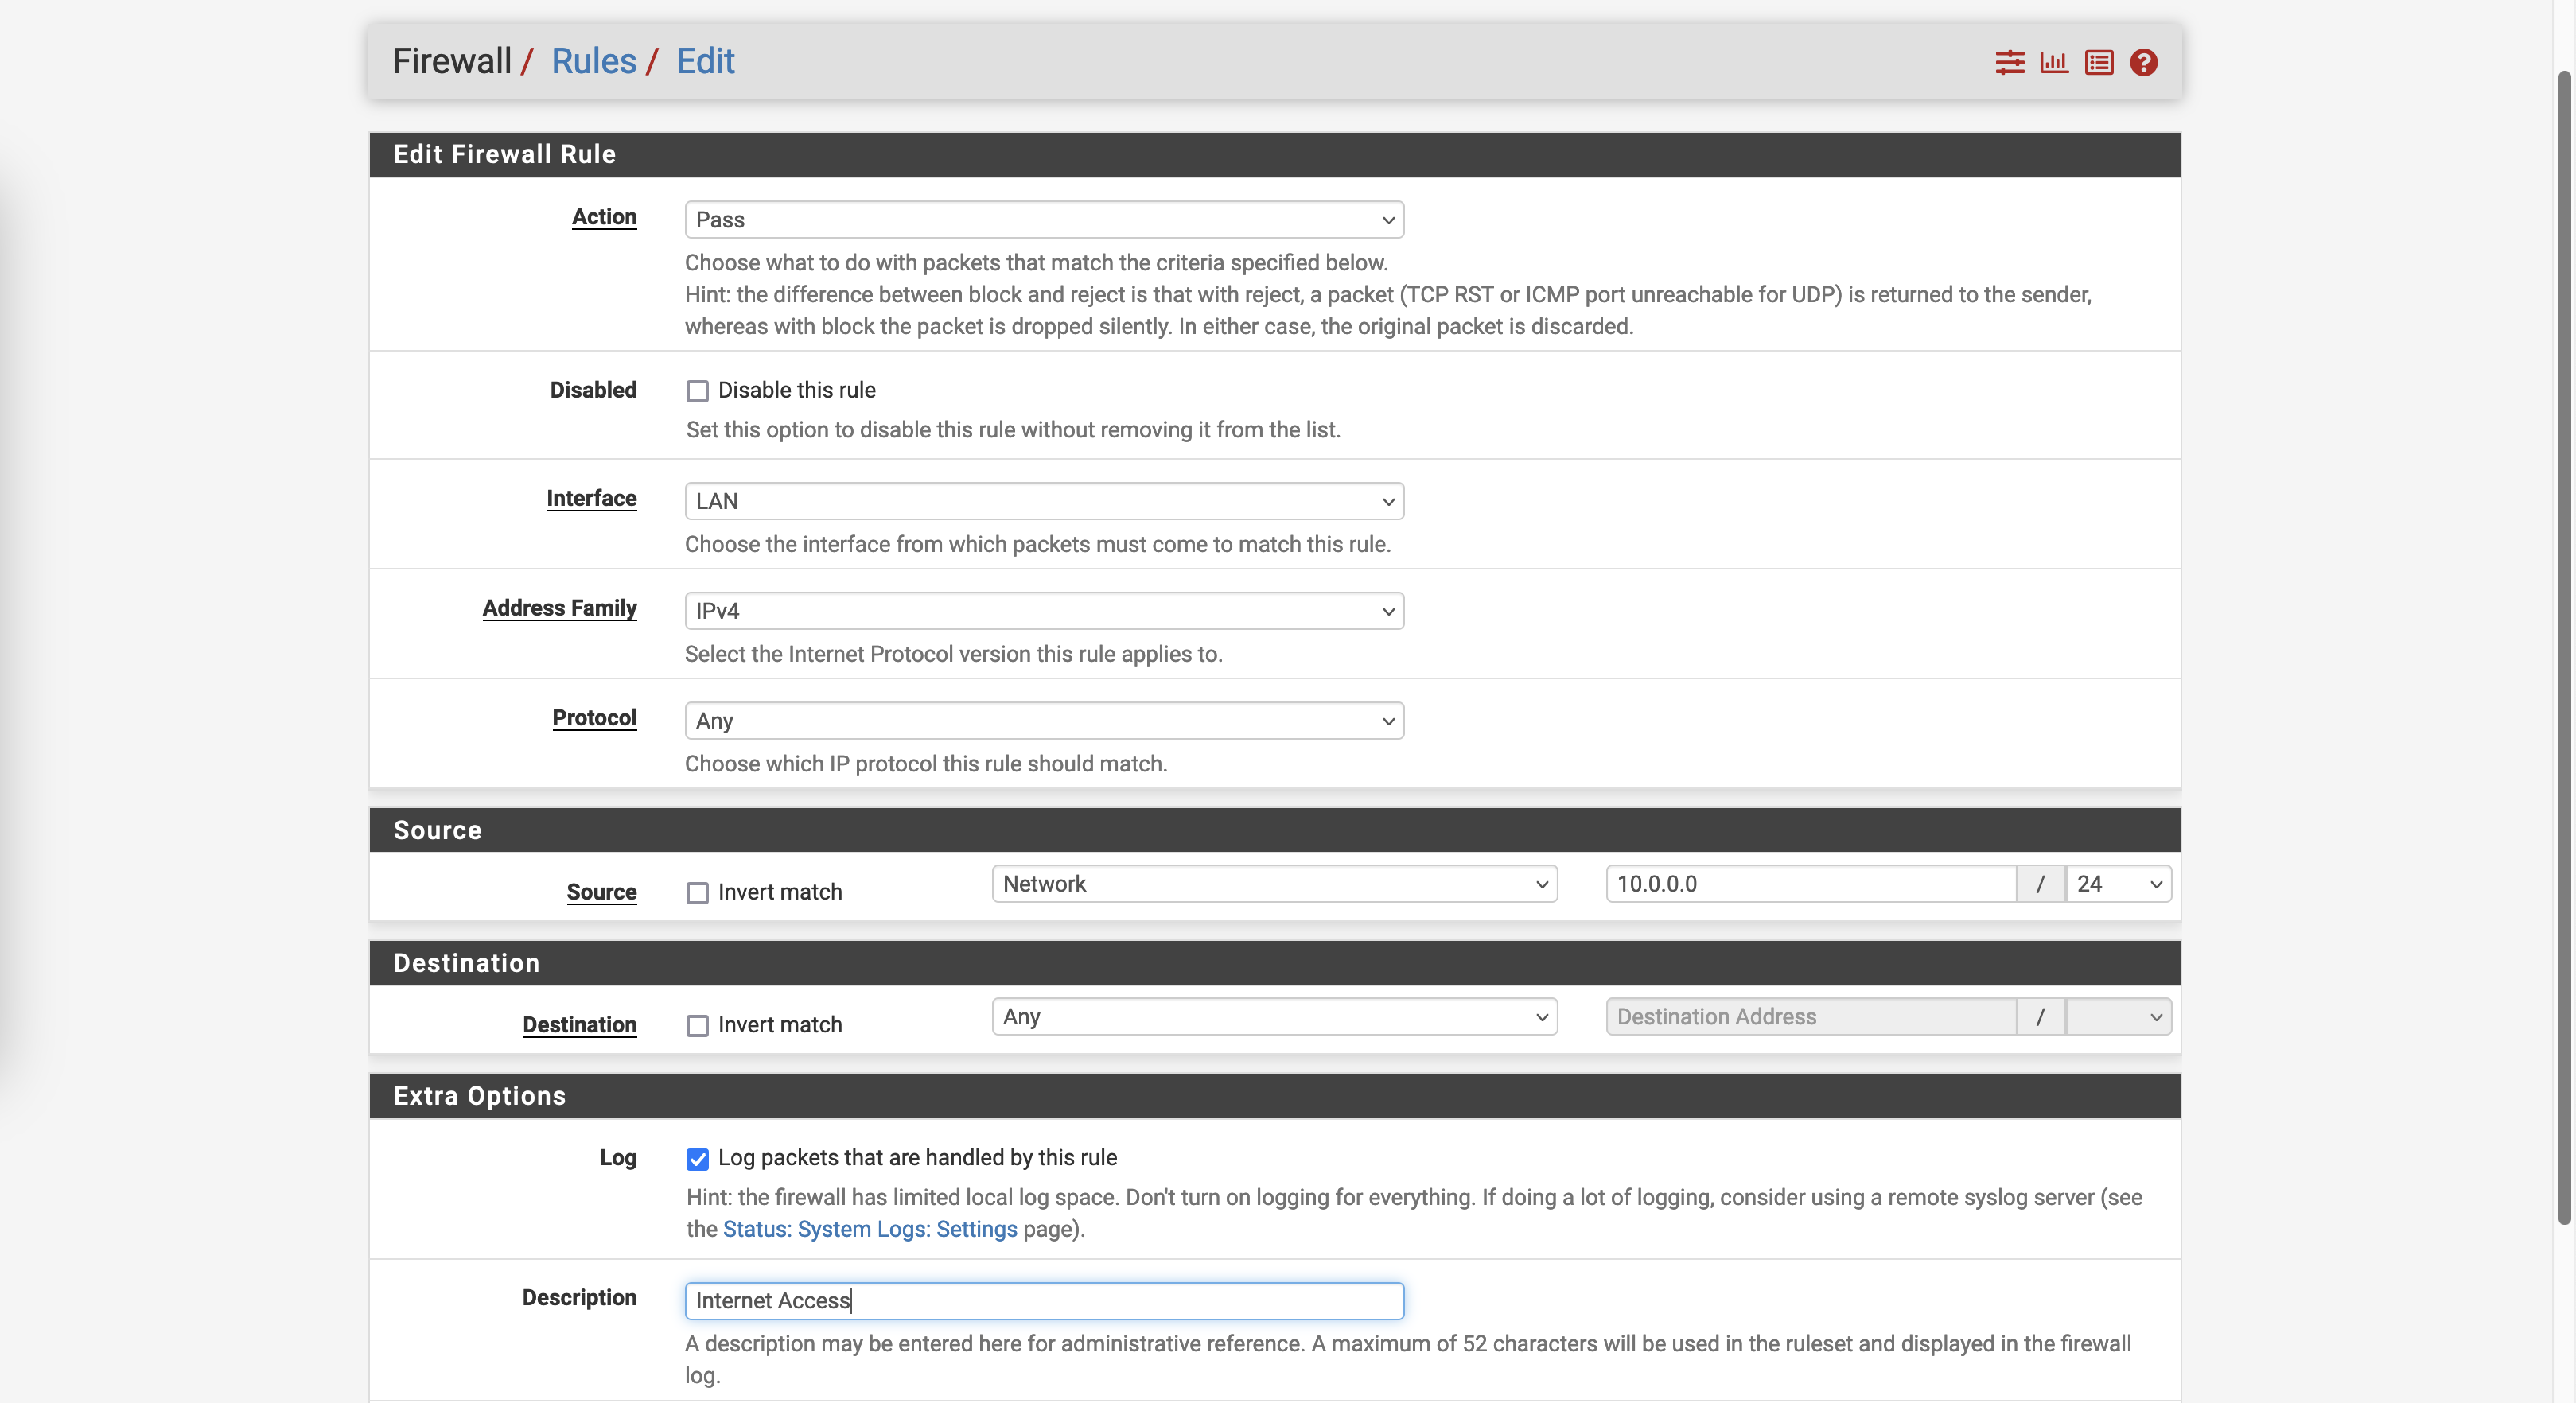 Firewall / Rules / Edit
Edit Firewall Rule
Action
Pass
Choose what to do with packets that match the criteria specified below.
Hint: the difference between block and reject is that with reject, a packet (TCP RST or ICMP port unreachable for UDP) is returned to the sender,
whereas with block the packet is dropped silently. In either case, the original packet is discarded.
Disabled
Disable this rule
Set this option to disable this rule without removing it from the list.
Interface
LAN
Choose the interface from which packets must come to match this rule.
Address Family
IPv4
Select the Internet Protocol version this rule applies to.
Protocol
Any
Choose which IP protocol this rule should match.
Source
Source Invert match Network 10.0.0.0 / 24
Destination
Destination Invert match Any Destination Address /
Extra Options
Log
Log packets that are handled by this rule
Hint: the firewall has limited local log space. Don't turn on logging for everything. If doing a lot of logging, consider using a remote syslog server (see
the Status: System Logs: Settings page).
Description
Internet Access
A description may be entered here for administrative reference. A maximum of 52 characters will be used in the ruleset and displayed in the firewall
log.